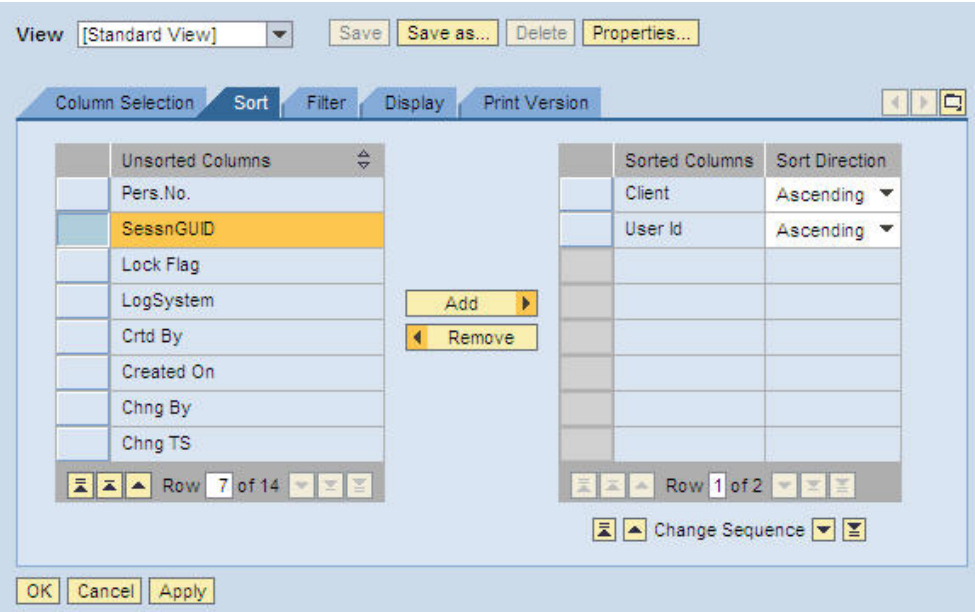 View [Standard View] Save Save as... Delete Properties...
Column Selection Sort Filter Display Print Version
Unsorted Columns Sorted Columns Sort Direction
Pers.No. Client Ascending
SessnGUID User Id Ascending
Lock Flag
LogSystem
Add
Crtd By
Remove
Created On
Chng By
Chng TS
Row 7 of 14 Row 1 of 2
Change Sequence
OK Cancel Apply